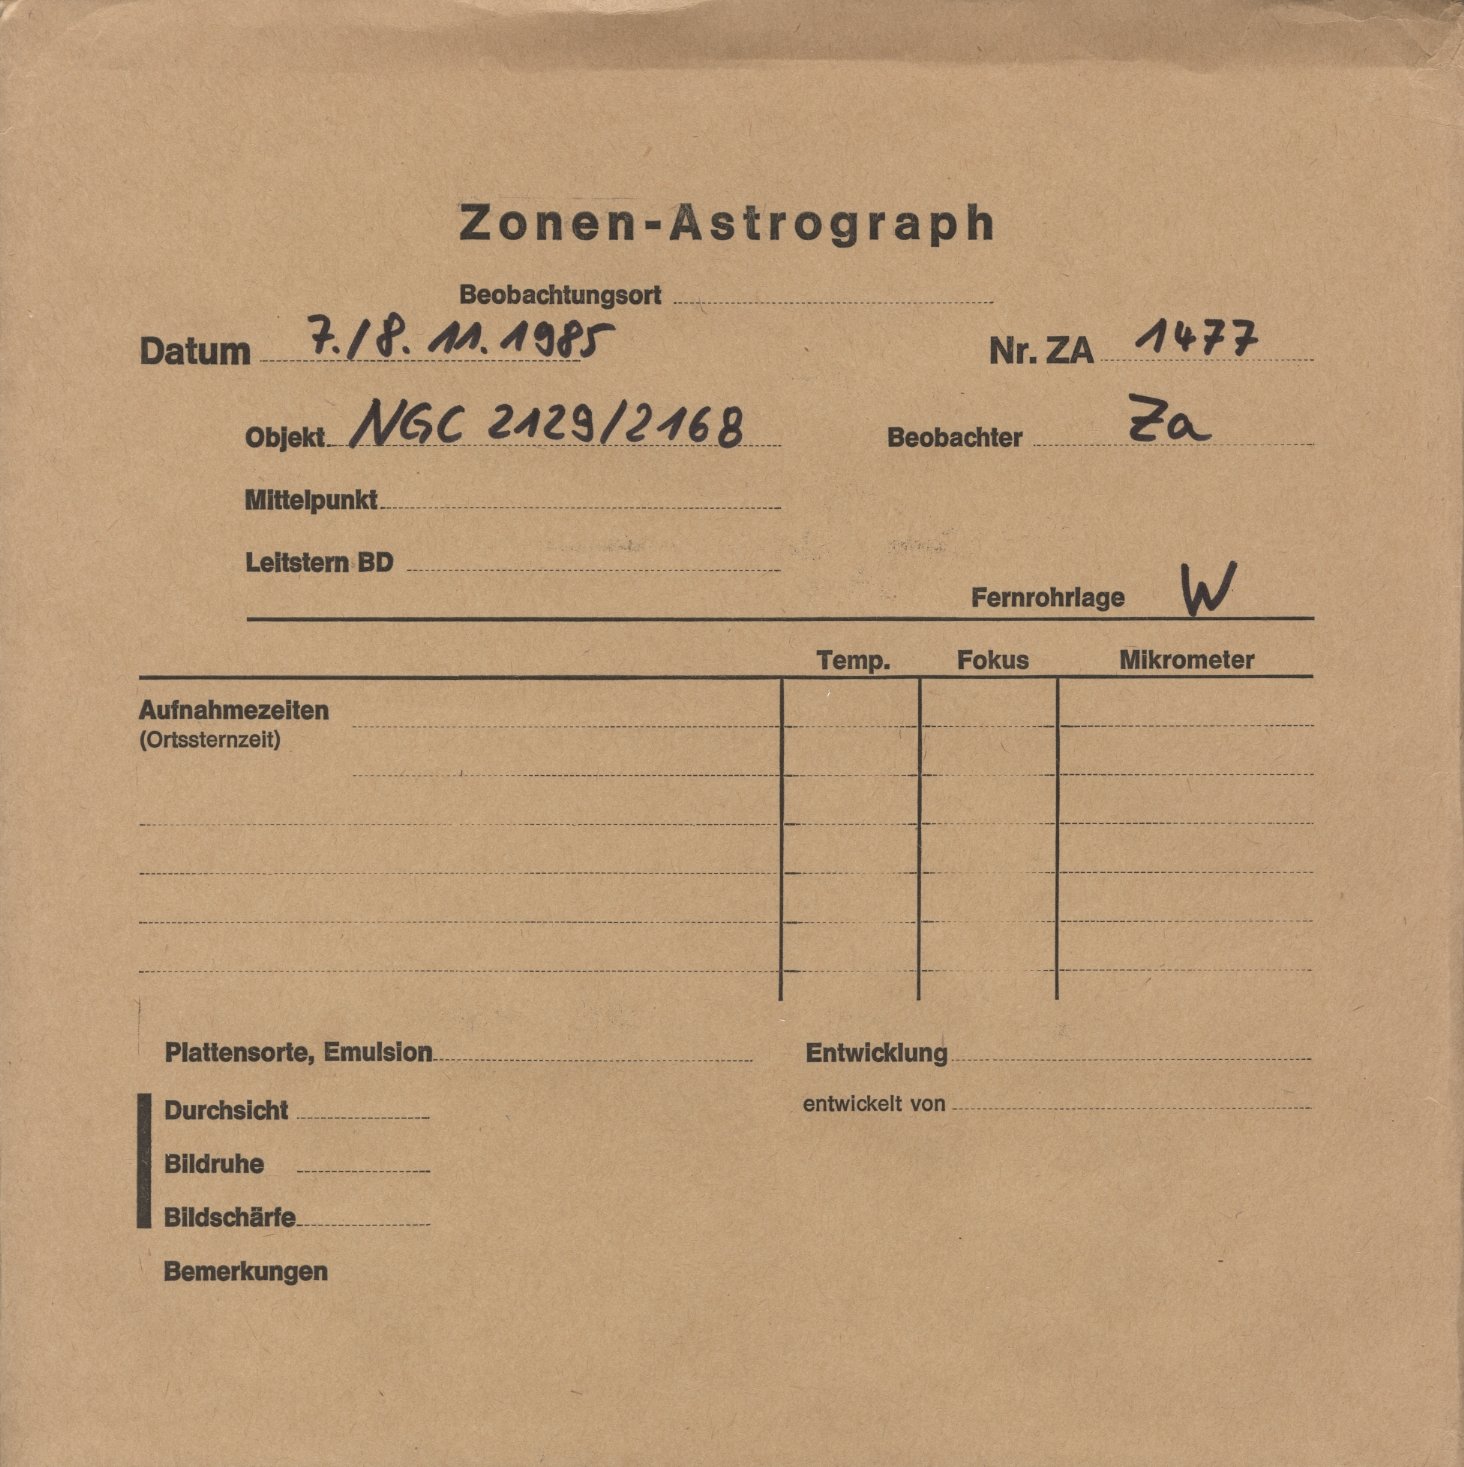 Zonen-Astrograph
Beobachtungsort
Datum 7./8. 11. 1985 Nr. ZA 1477
Objekt NGC 2129/2168 Beobachter Za
Mittelpunkt
Leitstern BD
Fernrohrlage W
Temp. Fokus Mikrometer
Aufnahmezeiten
(Ortssternzeit)
Plattensorte, Emulsion Entwicklung
Durchsicht entwickelt von
Bildruhe
Bildschärfe
Bemerkungen